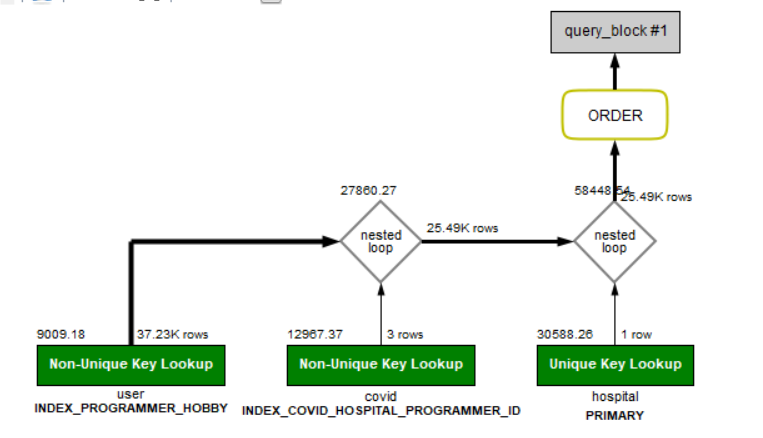 query_block #1
ORDER
27860.27
58448.54
25.49K rows
25.49K rows
nested
loop
nested
loop
9009.18
37.23K rows
12967.37
3 rows
30588.26
1 row
Non-Unique Key Lookup
Non-Unique Key Lookup
Unique Key Lookup
user
covid
hospital
INDEX_PROGRAMMER_HOBBY
INDEX_COVID_HOSPITAL_PROGRAMMER_ID
PRIMARY